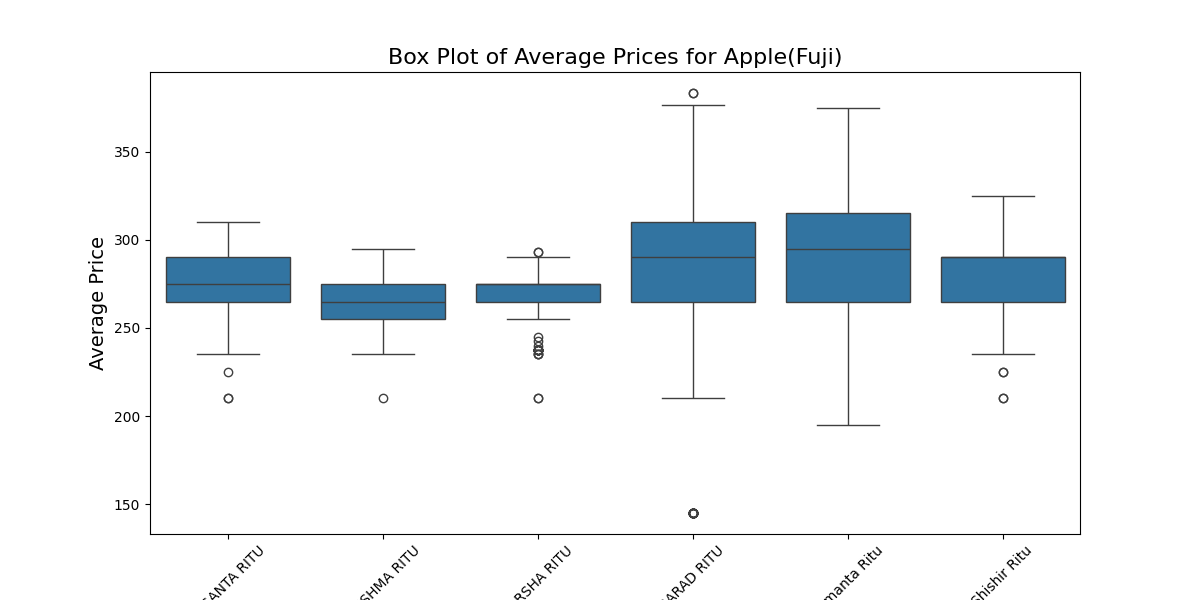 Box Plot of Average Prices for Apple(Fuji)
Average Price
350
300
250
200
150
SANTA RITU
SHMA RITU
RSHA RITU
ARAD RITU
manta Ritu
Shishir Ritu